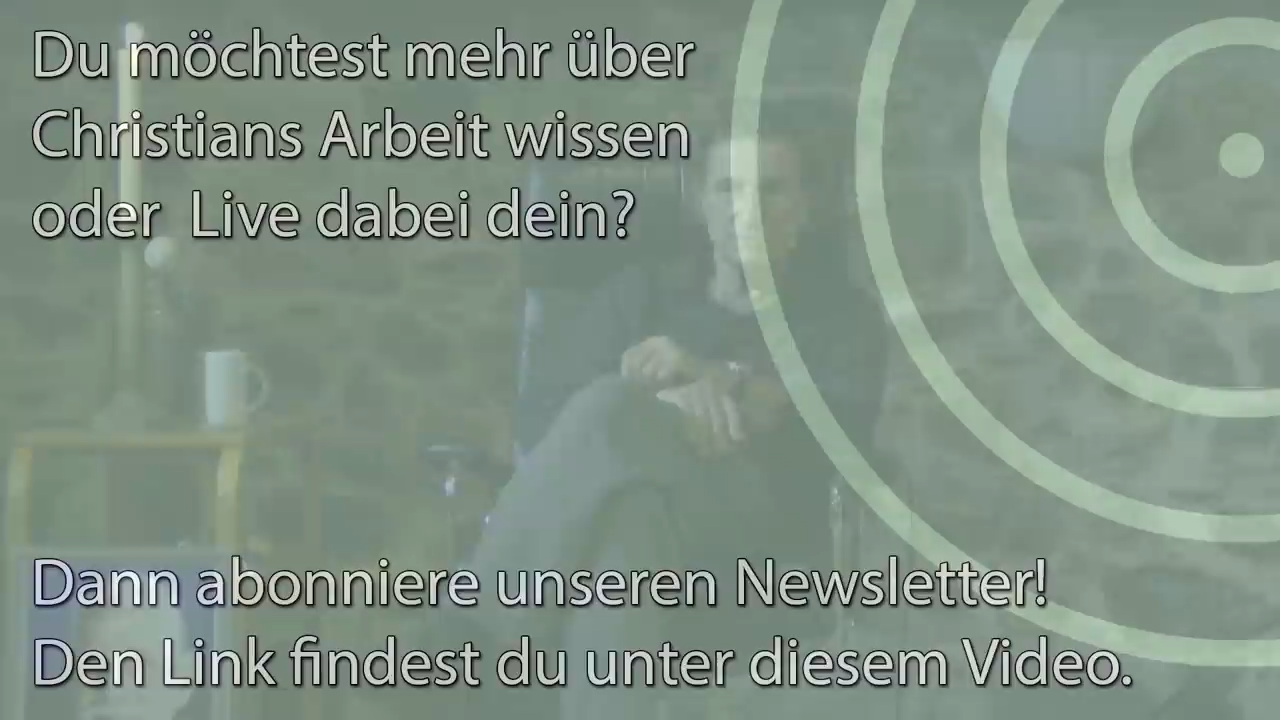 Du möchtest mehr über
Christians Arbeit wissen
oder  Live dabei dein?
Dann abonniere unseren Newsletter!
Den Link findest du unter diesem Video.